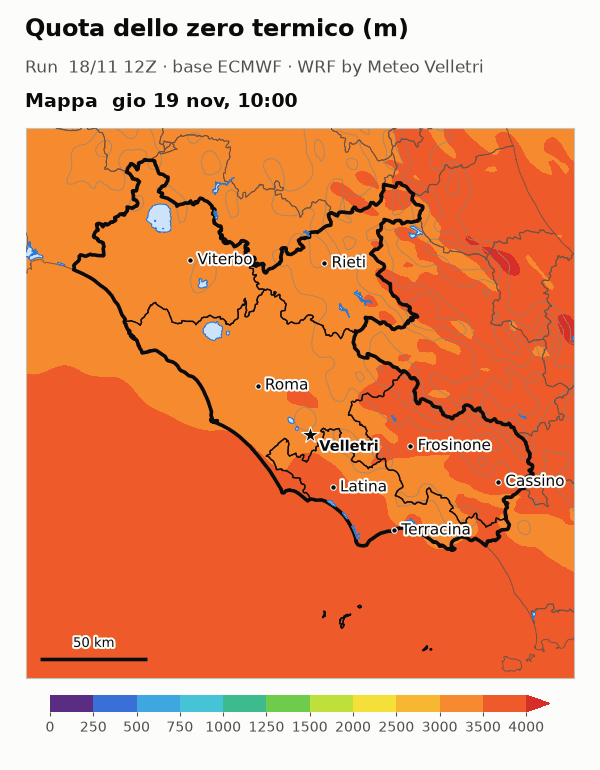 Quota dello zero termico (m)
Run  18/11 12Z · base ECMWF · WRF by Meteo Velletri
Mappa  gio 19 nov, 10:00
Viterbo
Rieti
Roma
Velletri
Frosinone
Cassino
Latina
Terracina
50 km
0 250 500 750 1000 1250 1500 2000 2500 3000 3500 4000